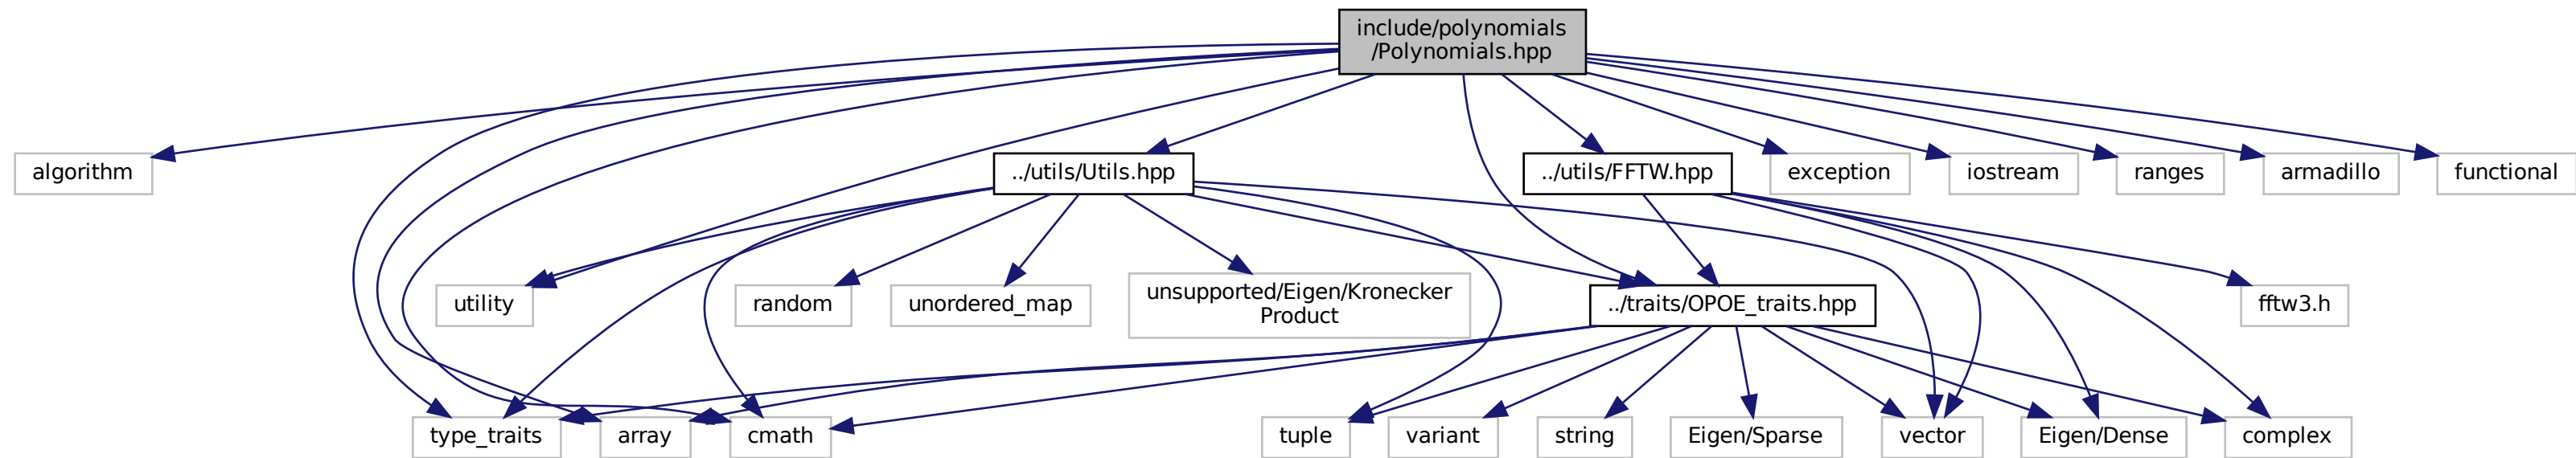 include/polynomials
/Polynomials.hpp
algorithm
../utils/Utils.hpp
../utils/FFTW.hpp
exception
iostream
ranges
armadillo
functional
utility
random
unordered_map
unsupported/Eigen/Kronecker
Product
../traits/OPOE_traits.hpp
fftw3.h
type_traits
array
cmath
tuple
variant
string
Eigen/Sparse
vector
Eigen/Dense
complex